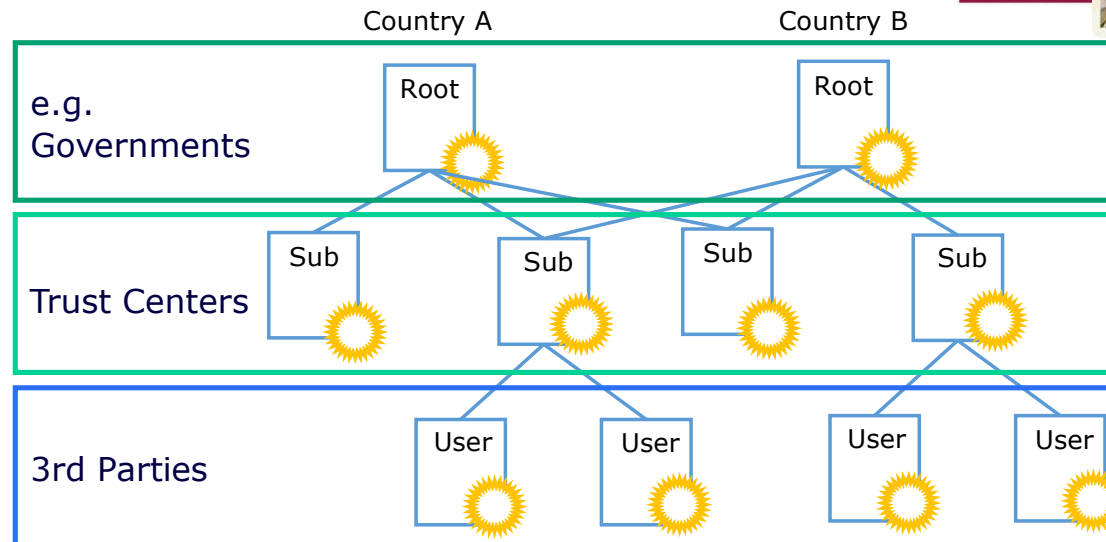 Country A
Country B
e.g.
Governments
Root
Root
Trust Centers
Sub
Sub
Sub
Sub
3rd Parties
User
User
User
User